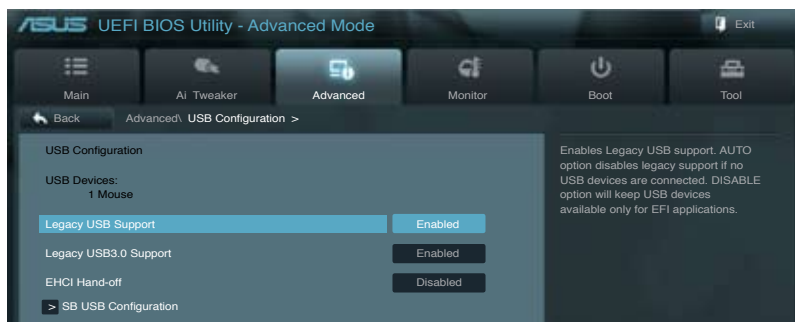 ASUS UEFI BIOS Utility - Advanced Mode
Exit
Main
Ai Tweaker
Advanced
Monitor
Boot
Tool
Back
Advanced\ USB Configuration >
USB Configuration
USB Devices:
1 Mouse
Legacy USB Support Enabled
Legacy USB3.0 Support Enabled
EHCI Hand-off Disabled
> SB USB Configuration
Enables Legacy USB support. AUTO
option disables legacy support if no
USB devices are connected. DISABLE
option will keep USB devices
available only for EFI applications.